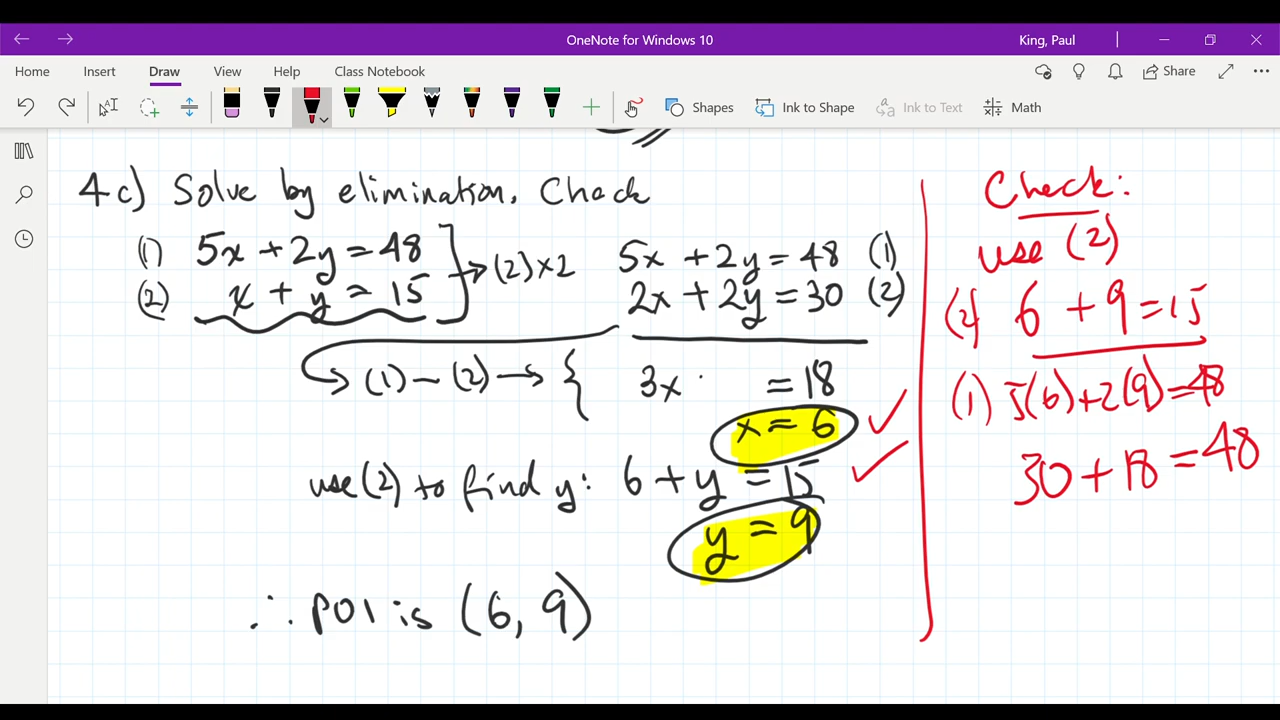 OneNote for Windows 10
King, Paul
Home Insert Draw View Help Class Notebook
Share
Shapes Ink to Shape Ink to Text Math
4c) Solve by elimination. Check
(1) 5x + 2y = 48
(2) x + y = 15
→ (2) × 2
5x + 2y = 48 (1)
2x + 2y = 30 (2)
(1) − (2) → { 3x = 18
x = 6 ✓
use (2) to find y: 6 + y = 15 ✓
y = 9
∴ POI is (6, 9)
Check:
use (2)
(2) 6 + 9 = 15
(1) 5(6) + 2(9) = 48
30 + 18 = 48